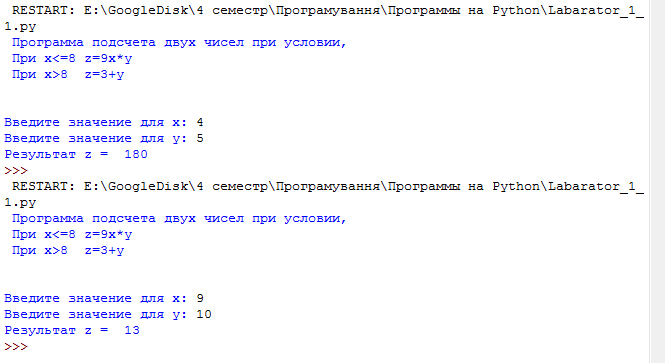 RESTART: E:\GoogleDisk\4 семестр\Програмування\Программы на Python\Labarator_1_
1.py
Программа подсчета двух чисел при условии,
При x<=8 z=9x*y
При x>8 z=3+y
Введите значение для x: 4
Введите значение для y: 5
Результат z = 180
>>>
RESTART: E:\GoogleDisk\4 семестр\Програмування\Программы на Python\Labarator_1_
1.py
Программа подсчета двух чисел при условии,
При x<=8 z=9x*y
При x>8 z=3+y
Введите значение для x: 9
Введите значение для y: 10
Результат z = 13
>>>